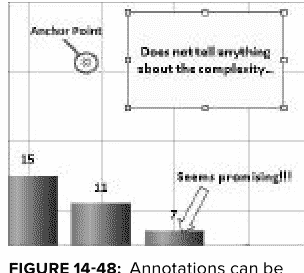 Anchor Point
Does not tell anything
about the complexity...
15
11
Seems promising!!!
7
FIGURE 14-48: Annotations can be